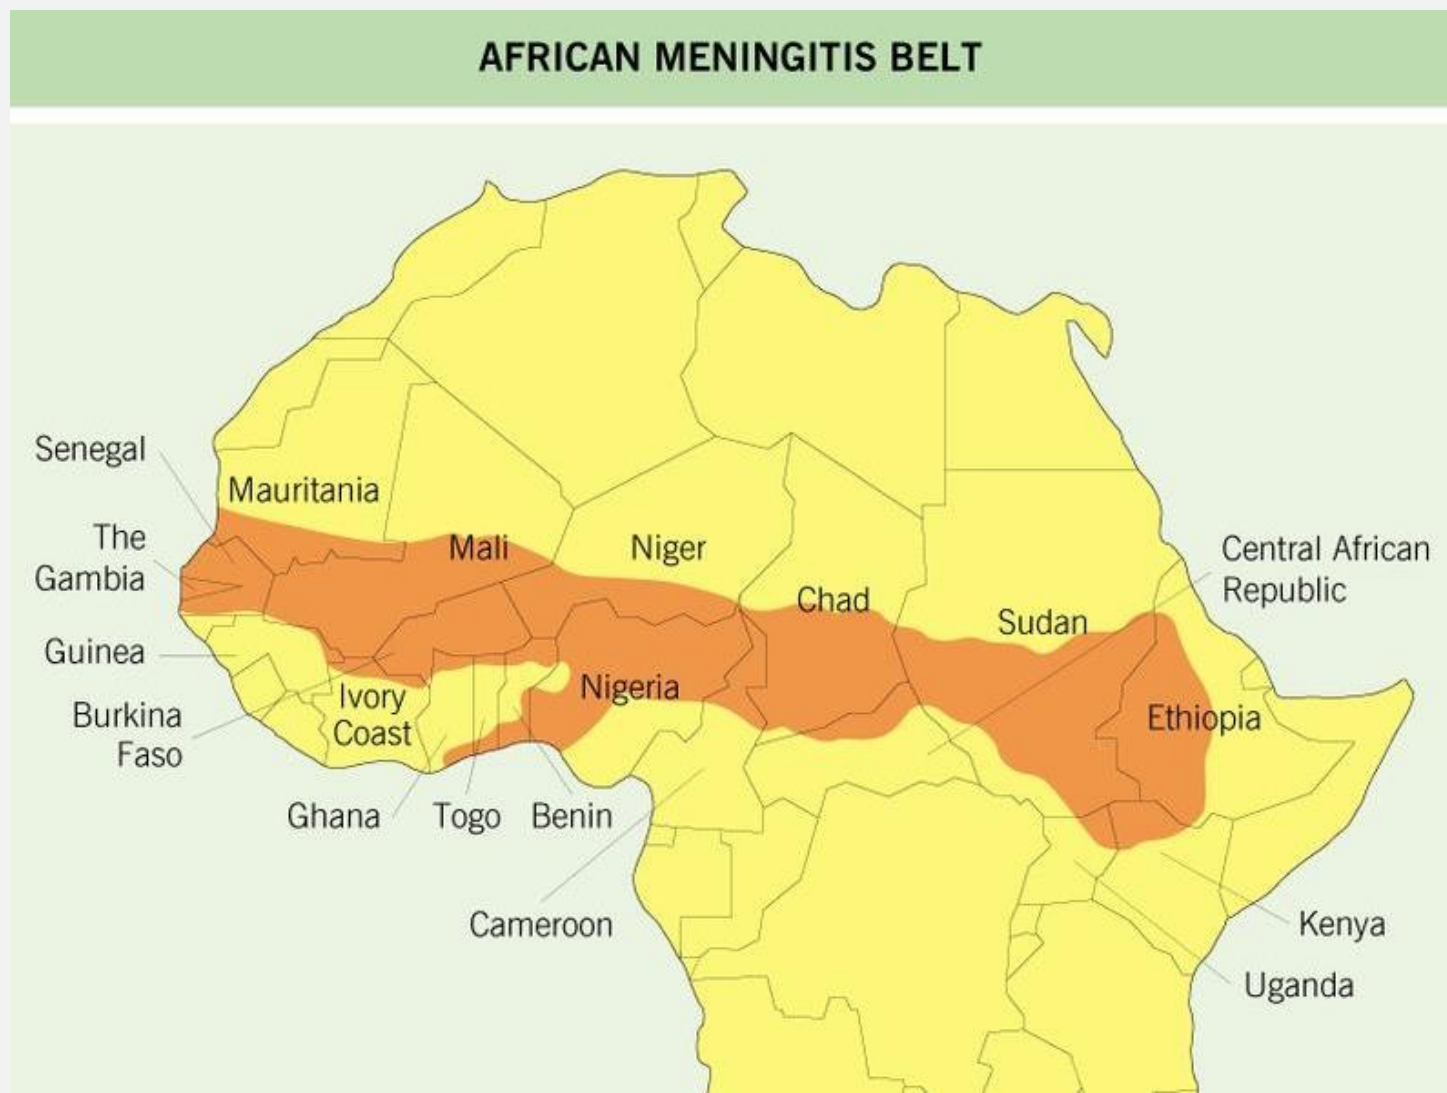 AFRICAN MENINGITIS BELT
Senegal
Mauritania
The
Gambia
Mali
Niger
Central African
Republic
Chad
Sudan
Guinea
Ivory
Coast
Nigeria
Burkina
Faso
Ethiopia
Ghana
Togo
Benin
Cameroon
Kenya
Uganda